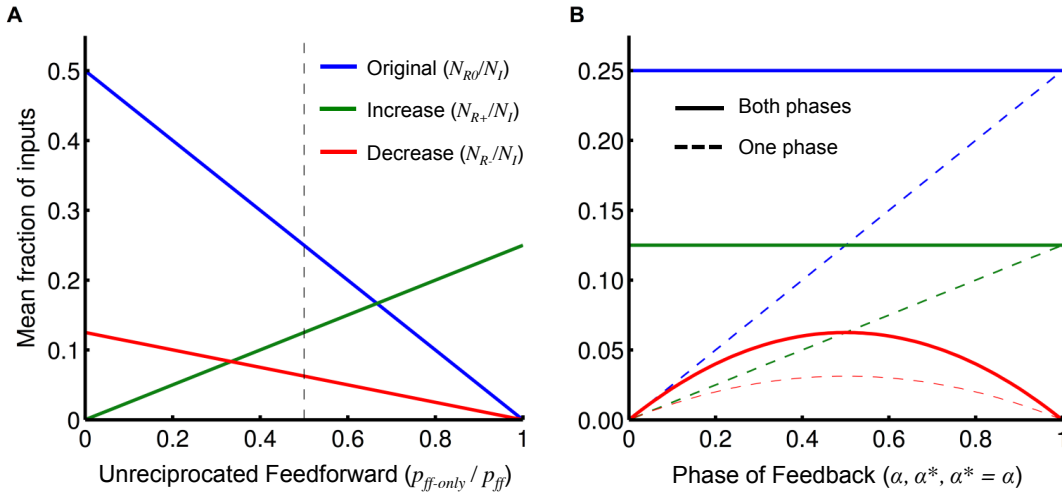 A
Mean fraction of inputs
0.5
0.4
0.3
0.2
0.1
0
Original (N_R0/N_I)
Increase (N_R+/N_I)
Decrease (N_R-/N_I)
0 0.2 0.4 0.6 0.8 1
Unreciprocated Feedforward (p_ff-only / p_ff)
B
0.25
0.20
0.15
0.10
0.05
0.00
Both phases
One phase
0 0.2 0.4 0.6 0.8 1
Phase of Feedback (α, α*, α* = α)